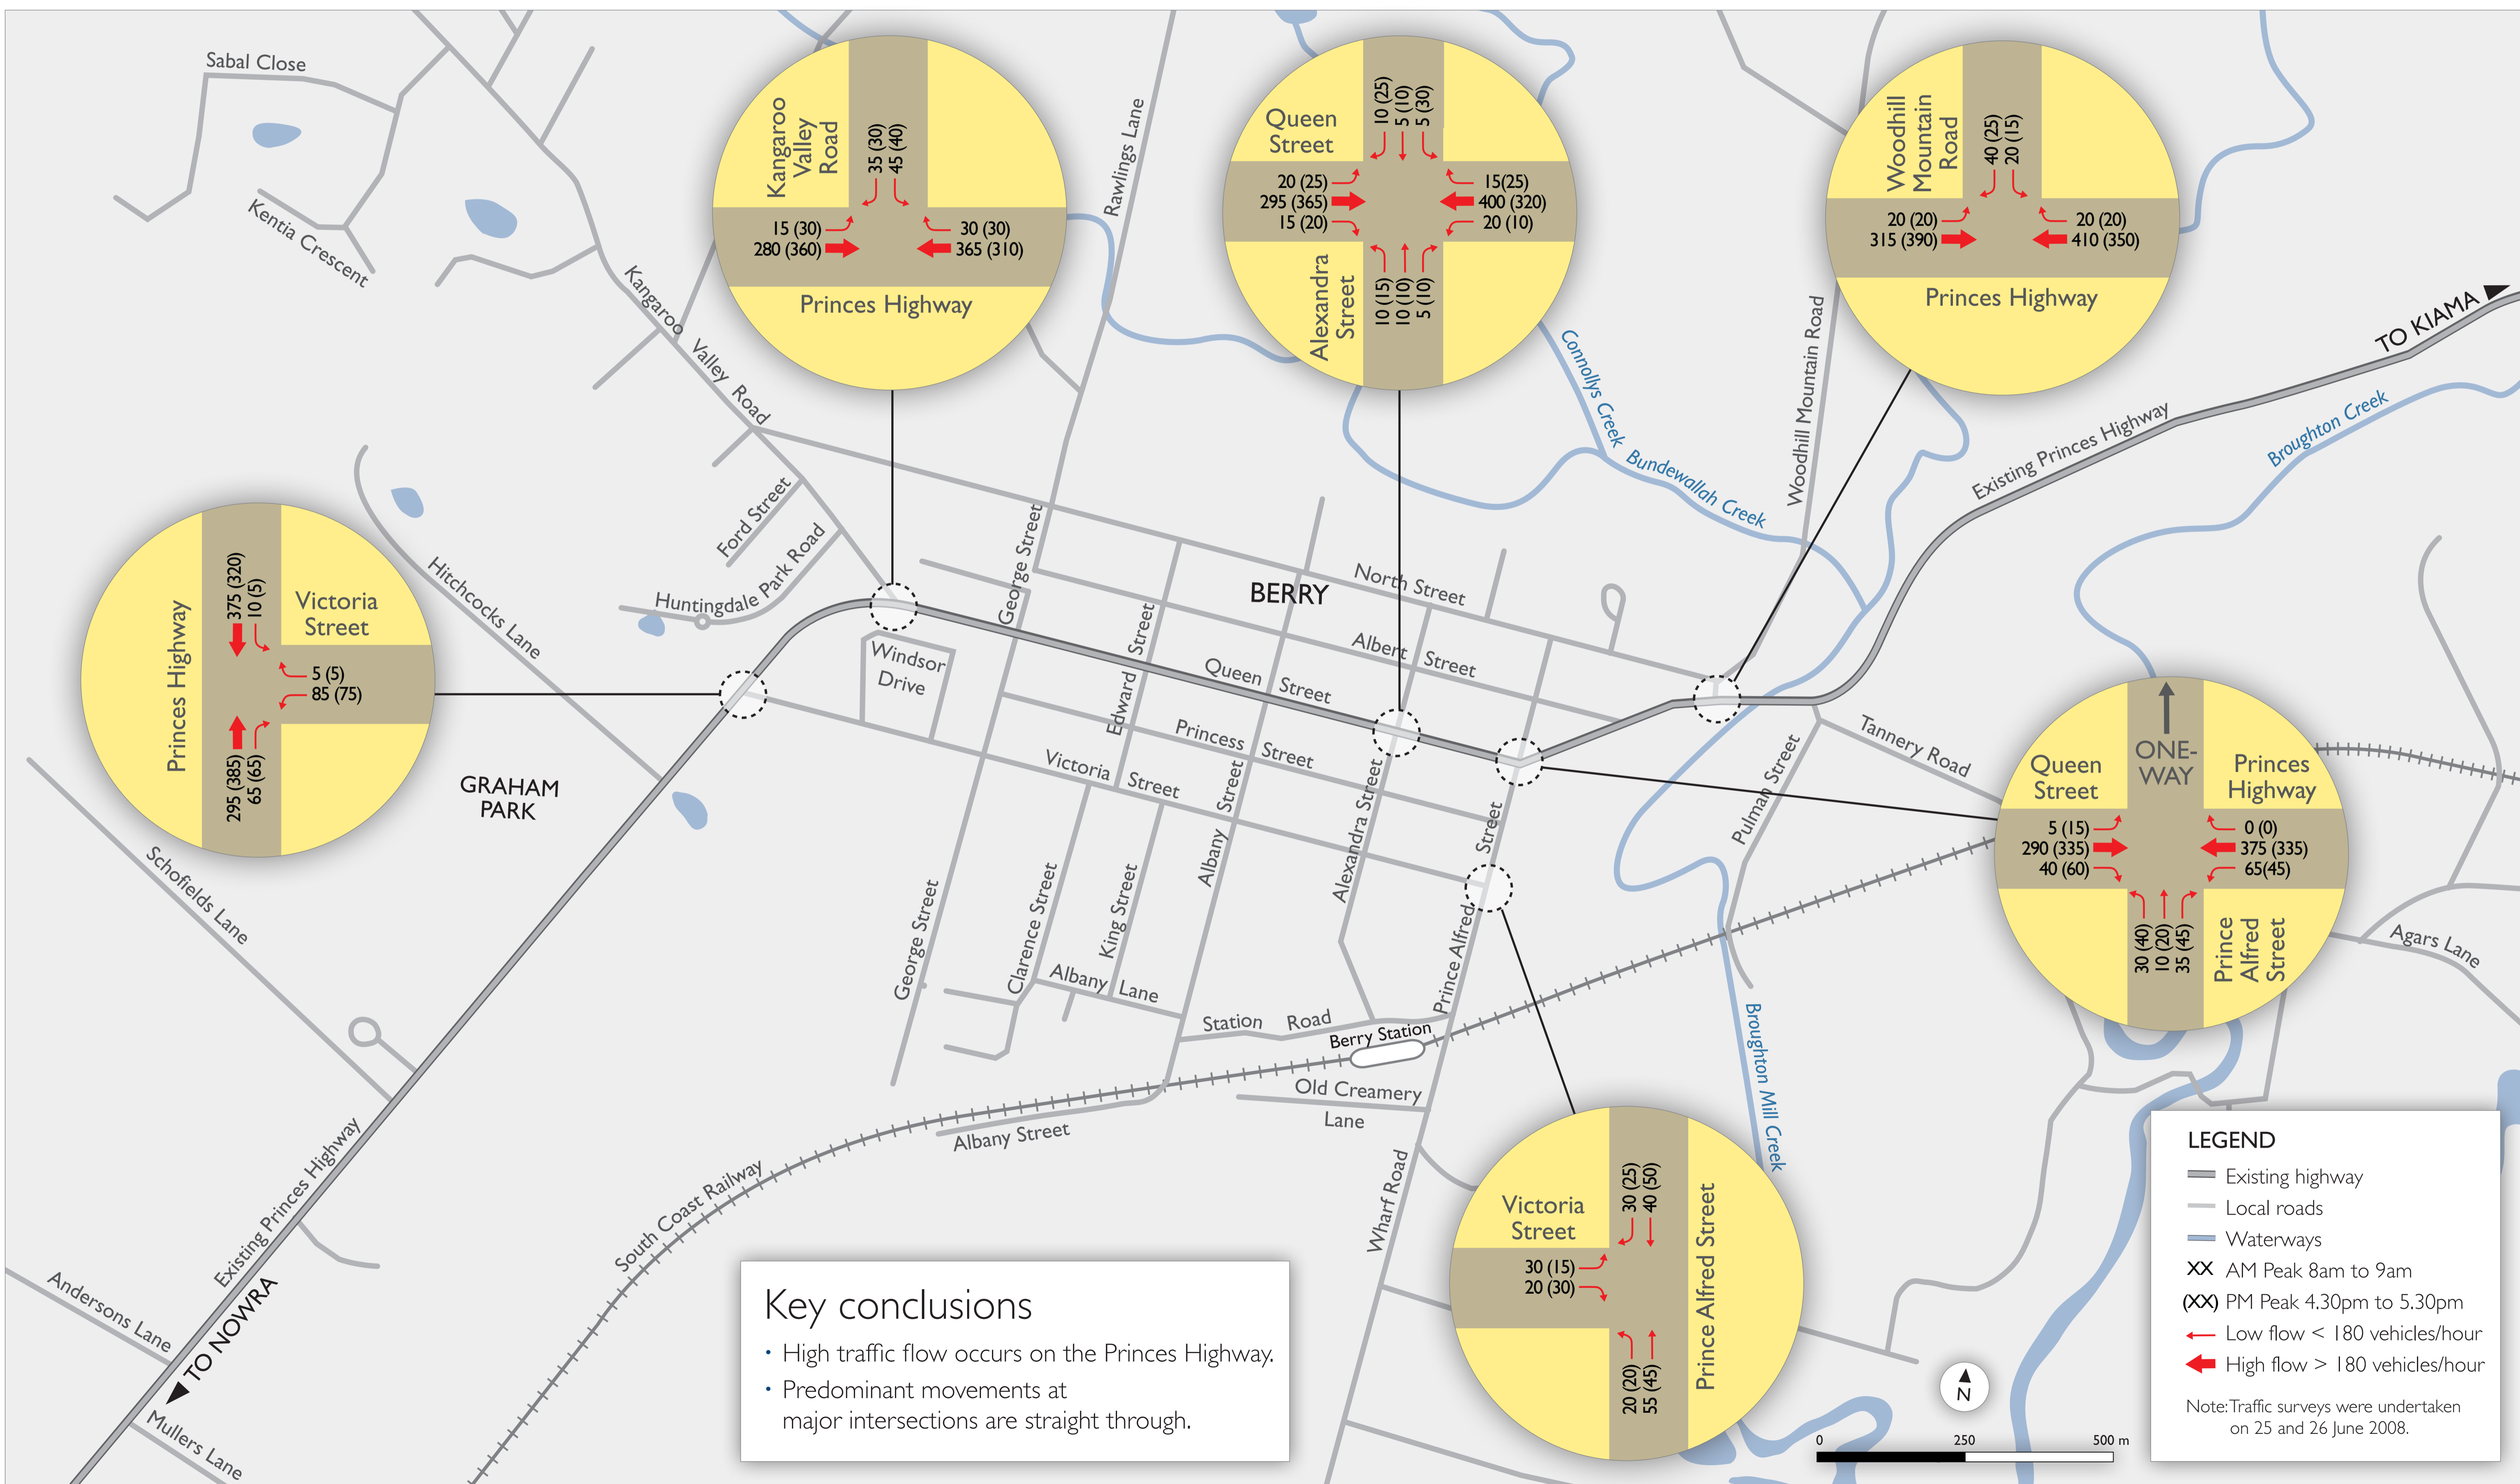 Sabal Close
Kentia Crescent
Kangaroo
Valley
Road
35 (30)
45 (40)
15 (30)
280 (360)
30 (30)
365 (310)
Princes Highway
Rawlings Lane
Queen
Street
10 (25)
5 (10)
5 (30)
20 (25)
295 (365)
15 (20)
15(25)
400 (320)
20 (10)
Alexandra
Street
10 (15)
10 (10)
5 (10)
Woodhill
Mountain
Road
40 (25)
20 (15)
20 (20)
315 (390)
20 (20)
410 (350)
Princes Highway
TO KIAMA
Kangaroo Valley Road
Connollys Creek
Bundewallah Creek
Woodhill Mountain Road
Existing Princes Highway
Broughton Creek
Ford Street
Huntingdale Park Road
Hitchcocks Lane
George Street
BERRY
North Street
Albert Street
Queen Street
Edward Street
Windsor
Drive
Princess Street
Victoria Street
Albany Street
Alexandra Street
Prince Alfred Street
Pulman Street
Tannery Road
Princes Highway
375 (320)
10 (5)
Victoria
Street
5 (5)
85 (75)
295 (385)
65 (65)
GRAHAM
PARK
Schofields Lane
ONE-
WAY
Queen
Street
Princes
Highway
5 (15)
290 (335)
40 (60)
0 (0)
375 (335)
65(45)
30 (40)
10 (20)
35 (45)
Prince
Alfred
Street
Agars Lane
George Street
Clarence Street
King Street
Albany Lane
Station Road
Berry Station
Old Creamery
Lane
Albany Street
South Coast Railway
Wharf Road
Broughton Mill Creek
Existing Princes Highway
TO NOWRA
Andersons Lane
Mullers Lane
Victoria
Street
30 (25)
40 (50)
30 (15)
20 (30)
20 (20)
55 (45)
Prince Alfred Street
Key conclusions
• High traffic flow occurs on the Princes Highway.
• Predominant movements at
major intersections are straight through.
N
0 250 500 m
LEGEND
Existing highway
Local roads
Waterways
XX AM Peak 8am to 9am
(XX) PM Peak 4.30pm to 5.30pm
Low flow < 180 vehicles/hour
High flow > 180 vehicles/hour
Note: Traffic surveys were undertaken
on 25 and 26 June 2008.